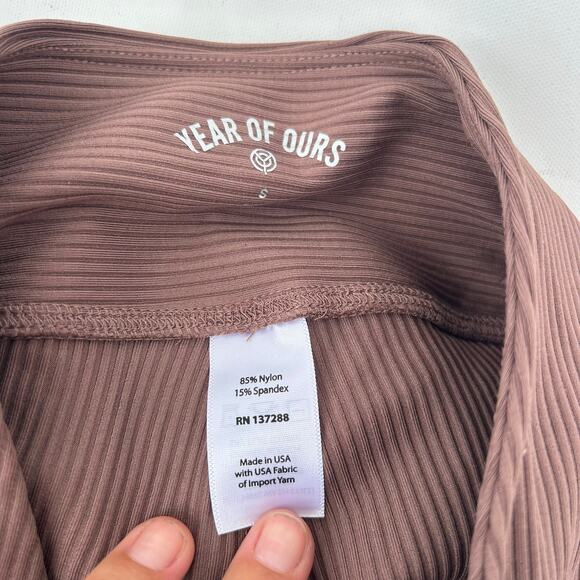 YEAR OF OURS
S
85% Nylon
15% Spandex
RN 137288
Made in USA
with USA Fabric
of Import Yarn